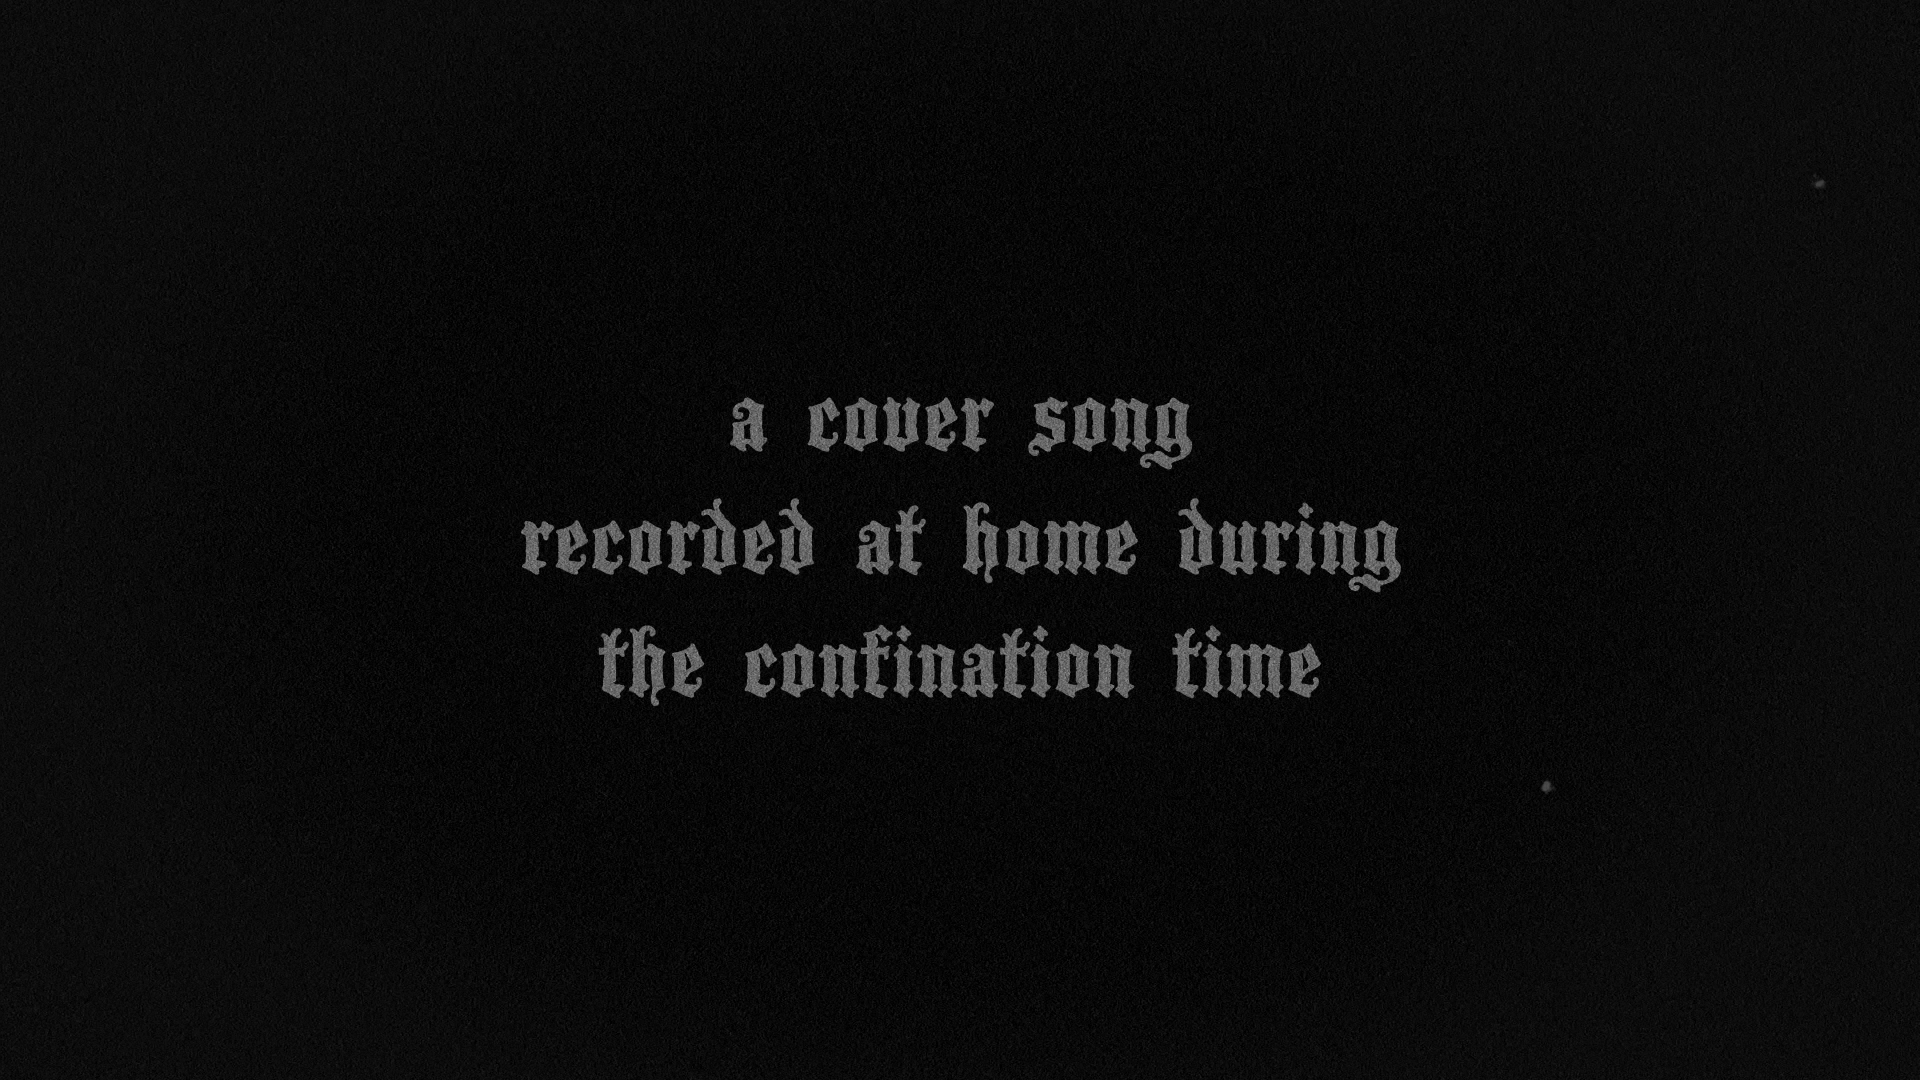 a cover song
recorded at home during
the confination time